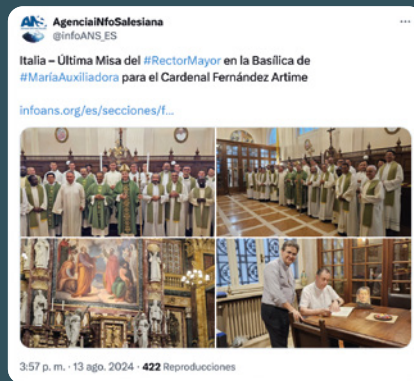 ANS
AgenciaiNfoSalesiana
@infoANS_ES
Italia – Última Misa del #RectorMayor en la Basílica de
#MaríaAuxiliadora para el Cardenal Fernández Artime
infoans.org/es/secciones/f...
3:57 p. m. · 13 ago. 2024 · 422 Reproducciones